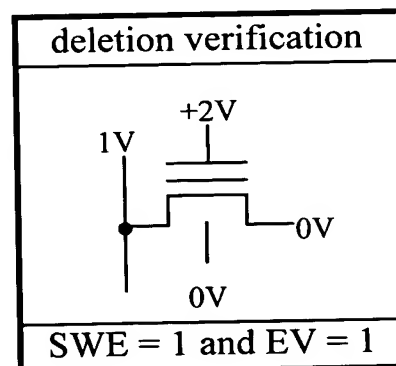 deletion verification
+2V
1V
0V
0V
SWE = 1 and EV = 1